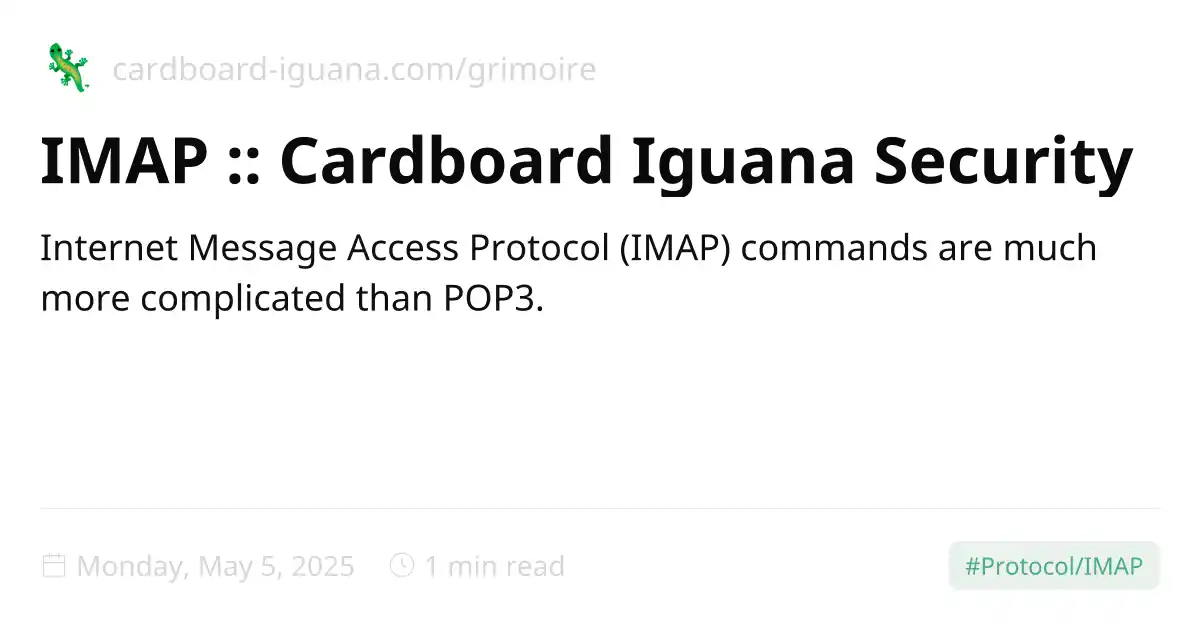 cardboard-iguana.com/grimoire
IMAP :: Cardboard Iguana Security
Internet Message Access Protocol (IMAP) commands are much
more complicated than POP3.
Monday, May 5, 2025 1 min read #Protocol/IMAP